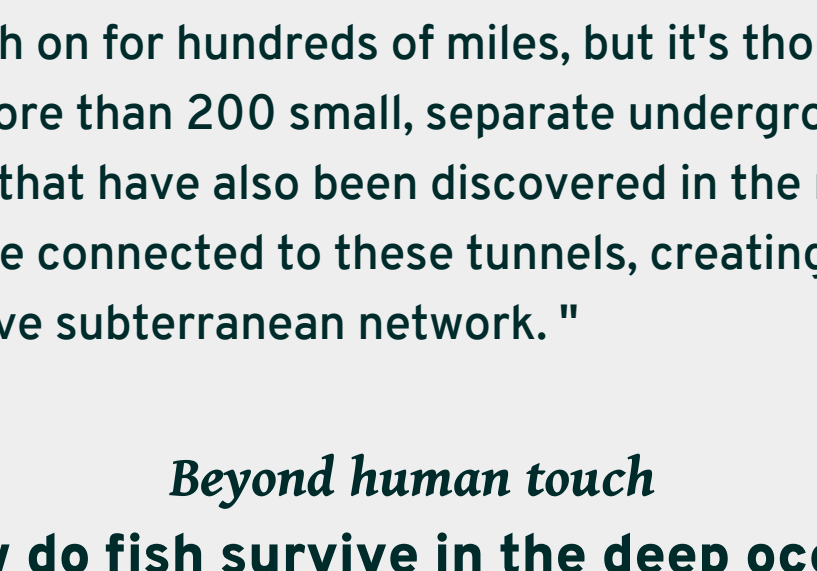 h on for hundreds of miles, but it's tho
ore than 200 small, separate undergro
that have also been discovered in the
e connected to these tunnels, creating
ve subterranean network. "
Beyond human touch
do fish survive in the deep oc